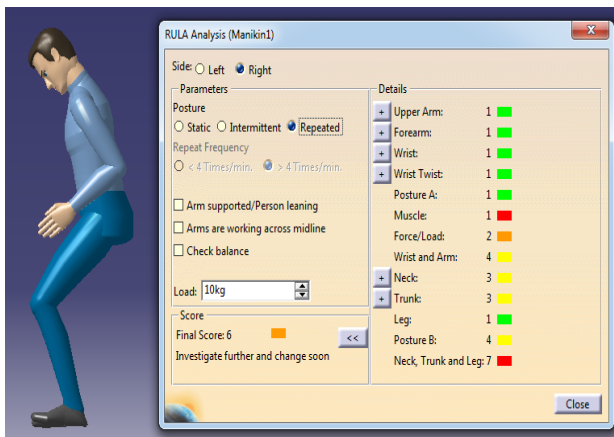 RULA Analysis (Manikin1)
Side: Left Right
Parameters
Posture
Static Intermittent Repeated
Repeat Frequency
< 4 Times/min. > 4 Times/min.
Arm supported/Person leaning
Arms are working across midline
Check balance
Load: 10kg
Score
Final Score: 6
<<
Investigate further and change soon
Details
+ Upper Arm: 1
+ Forearm: 1
+ Wrist: 1
+ Wrist Twist: 1
Posture A: 1
Muscle: 1
Force/Load: 2
Wrist and Arm: 4
+ Neck: 3
+ Trunk: 3
Leg: 1
Posture B: 4
Neck, Trunk and Leg: 7
Close